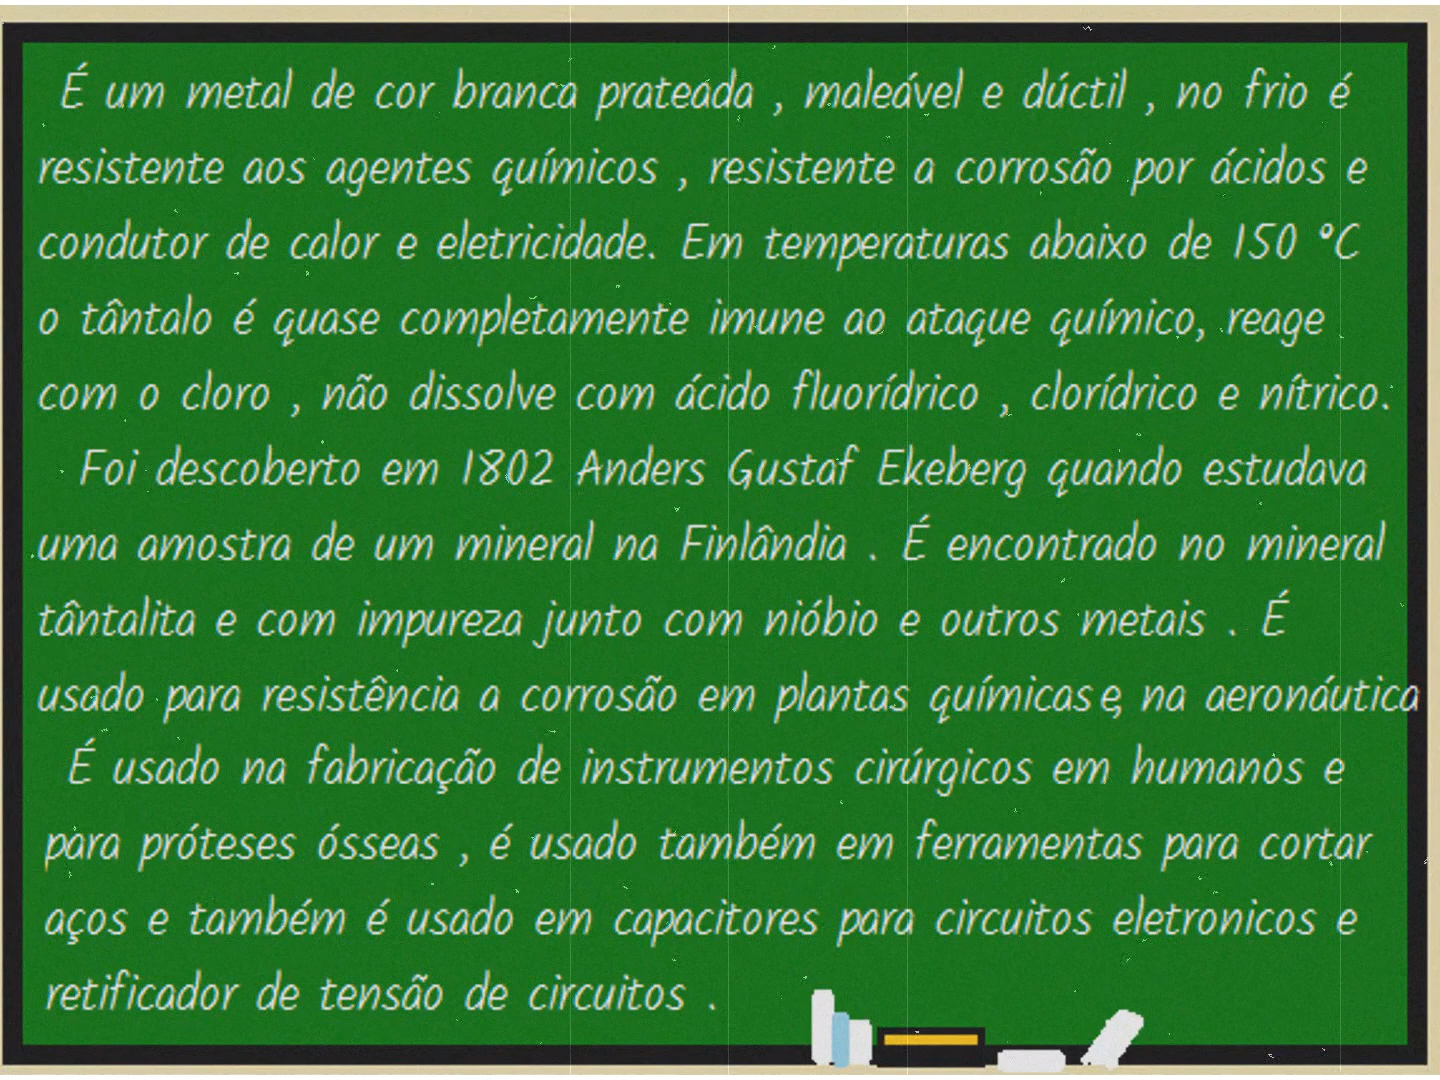 É um metal de cor branca prateada , maleável e dúctil , no frio é
resistente aos agentes químicos , resistente a corrosão por ácidos e
condutor de calor e eletricidade. Em temperaturas abaixo de 150 °C
o tântalo é quase completamente imune ao ataque químico, reage
com o cloro , não dissolve com ácido fluorídrico , clorídrico e nítrico.
Foi descoberto em 1802 Anders Gustaf Ekeberg quando estudava
uma amostra de um mineral na Finlândia . É encontrado no mineral
tântalita e com impureza junto com nióbio e outros metais . É
usado para resistência a corrosão em plantas químicas e, na aeronáutica
É usado na fabricação de instrumentos cirúrgicos em humanos e
para próteses ósseas , é usado também em ferramentas para cortar
aços e também é usado em capacitores para circuitos eletronicos e
retificador de tensão de circuitos .